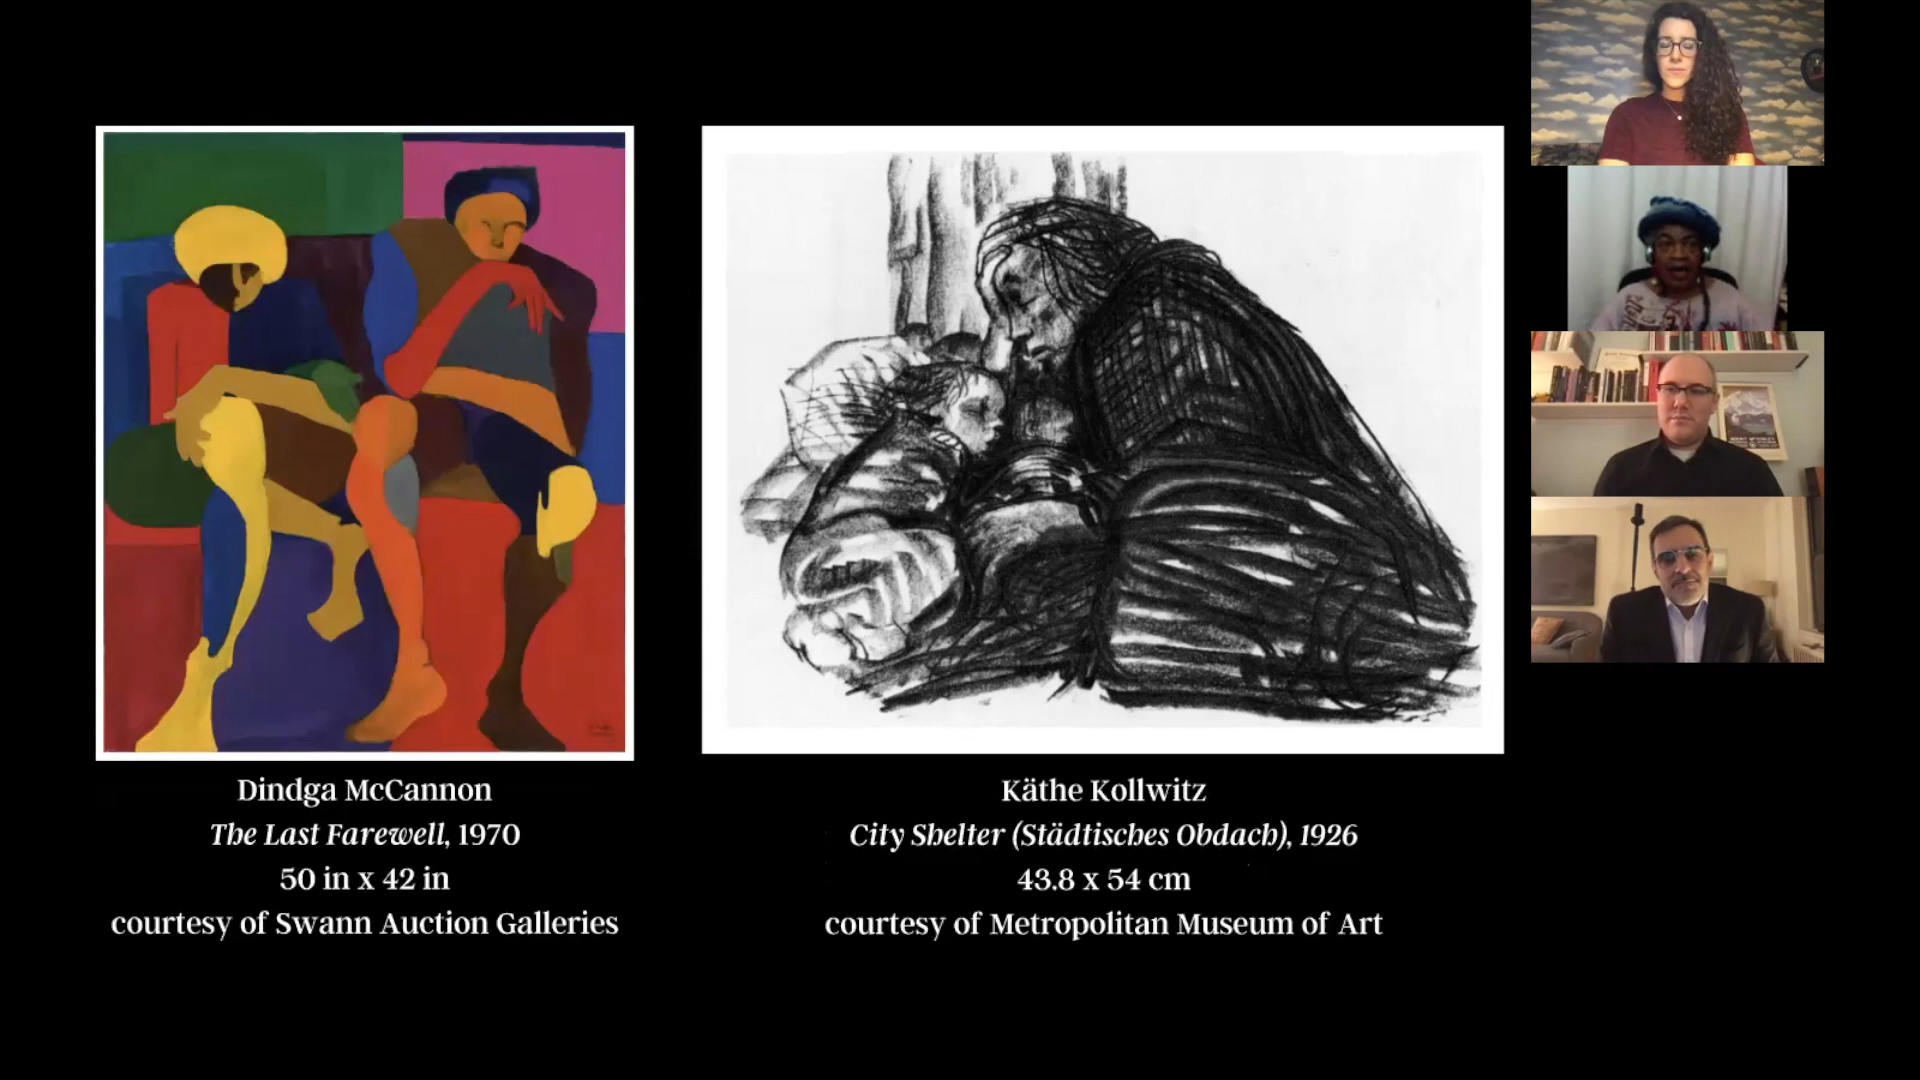 Dindga McCannon
The Last Farewell, 1970
50 in x 42 in
courtesy of Swann Auction Galleries
Käthe Kollwitz
City Shelter (Städtisches Obdach), 1926
43.8 x 54 cm
courtesy of Metropolitan Museum of Art